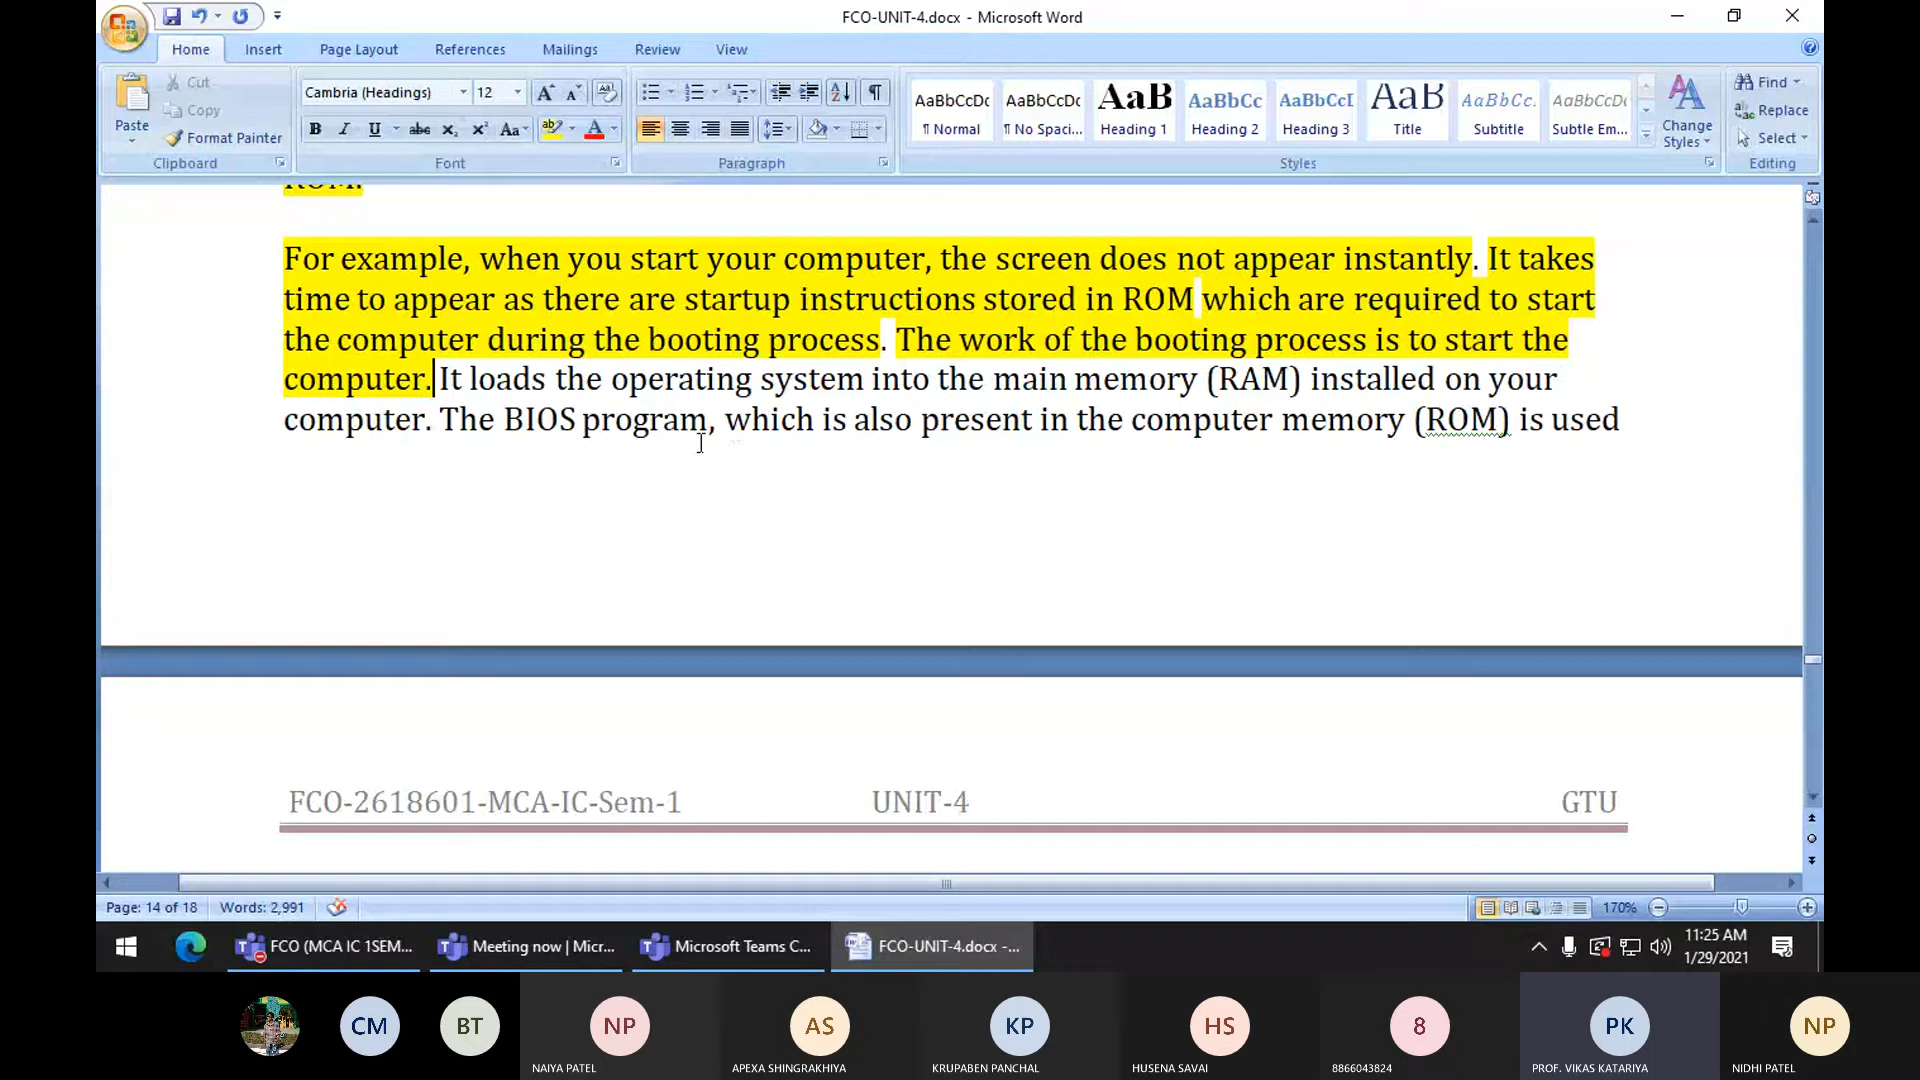 FCO-UNIT-4.docx - Microsoft Word
Home Insert Page Layout References Mailings Review View
Paste
Cut
Copy
Format Painter
Clipboard
Cambria (Headings) 12
Font
Paragraph
AaBbCcDc AaBbCcDc AaB AaBbCc AaBbCcI AaB AaBbCc. AaBbCcDt
¶ Normal ¶ No Spaci... Heading 1 Heading 2 Heading 3 Title Subtitle Subtle Em...
Change
Styles
Styles
Find
Replace
Select
Editing
ROM.
For example, when you start your computer, the screen does not appear instantly. It takes
time to appear as there are startup instructions stored in ROM which are required to start
the computer during the booting process. The work of the booting process is to start the
computer. It loads the operating system into the main memory (RAM) installed on your
computer. The BIOS program, which is also present in the computer memory (ROM) is used
FCO-2618601-MCA-IC-Sem-1 UNIT-4 GTU
Page: 14 of 18 Words: 2,991 170%
FCO (MCA IC 1SEM... Meeting now | Micr... Microsoft Teams C... FCO-UNIT-4.docx -...
11:25 AM
1/29/2021
CM BT NP AS KP HS 8 PK NP
NAIYA PATEL APEXA SHINGRAKHIYA KRUPABEN PANCHAL HUSENA SAVAI 8866043824 PROF. VIKAS KATARIYA NIDHI PATEL